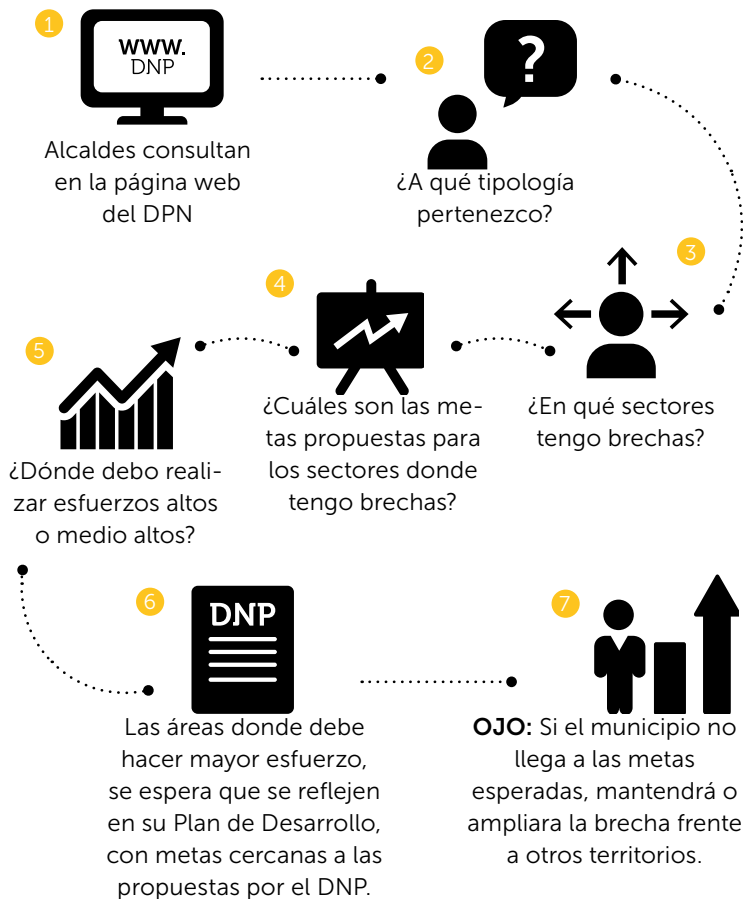 1
WWW.
DNP
Alcaldes consultan
en la página web
del DPN
2
?
¿A qué tipología
pertenezco?
3
¿En qué sectores
tengo brechas?
4
¿Cuáles son las me-
tas propuestas para
los sectores donde
tengo brechas?
5
¿Dónde debo reali-
zar esfuerzos altos
o medio altos?
6
DNP
Las áreas donde debe
hacer mayor esfuerzo,
se espera que se reflejen
en su Plan de Desarrollo,
con metas cercanas a las
propuestas por el DNP.
7
OJO: Si el municipio no
llega a las metas
esperadas, mantendrá o
ampliara la brecha frente
a otros territorios.